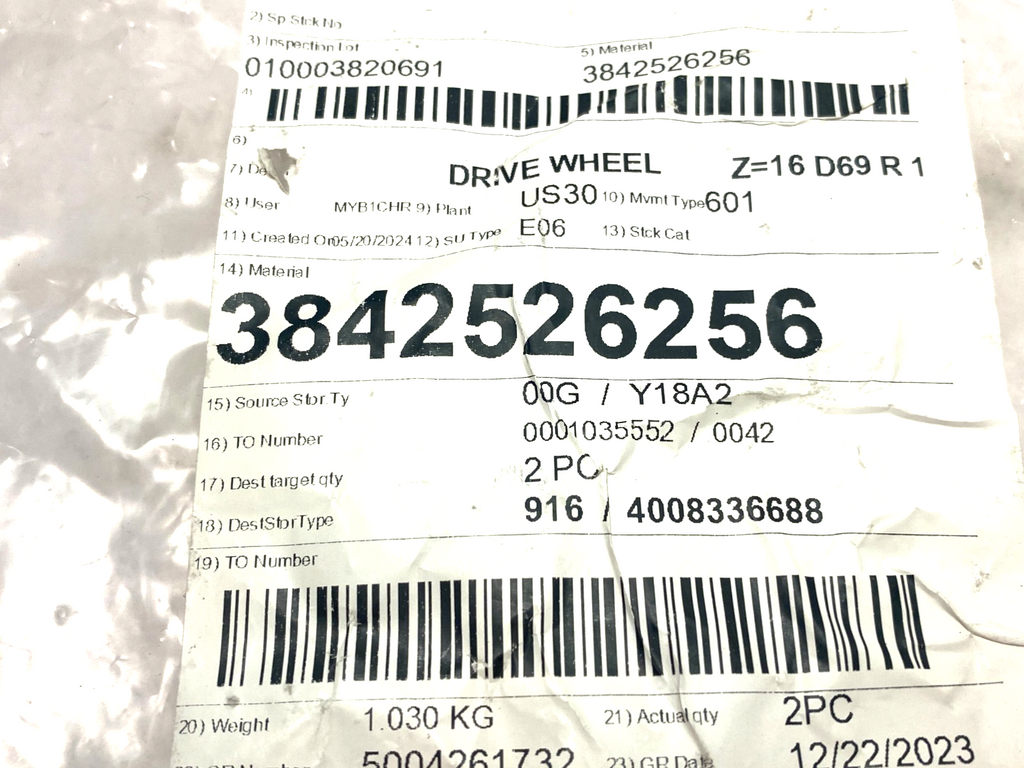 2) Sp Stck No
3) Inspection Lot 5) Material
010003820691 3842526256
4)
6)
7) DRIVE WHEEL Z=16 D69 R 1
8) User MYB1CHR 9) Plant US30 10) Mvmt Type 601
11) Created On 05/20/2024 12) SU Type E06 13) Stck Cat
14) Material
3842526256
15) Source Stor.Ty 00G / Y18A2
16) TO Number 0001035552 / 0042
17) Dest target qty 2 PC
18) DestStorType 916 / 4008336688
19) TO Number
20) Weight 1.030 KG 21) Actual qty 2PC
5004261732 23) GR Date 12/22/2023